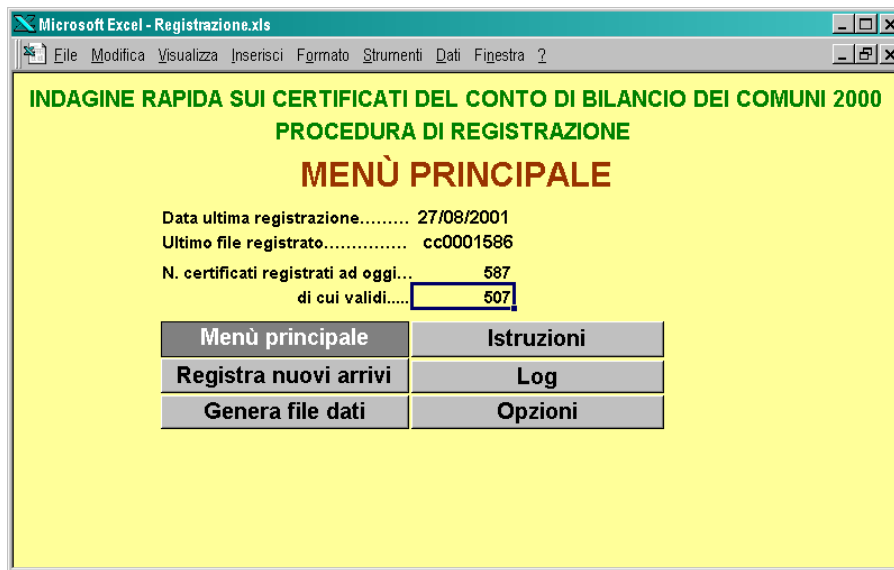 Microsoft Excel - Registrazione.xls
File Modifica Visualizza Inserisci Formato Strumenti Dati Finestra ?
INDAGINE RAPIDA SUI CERTIFICATI DEL CONTO DI BILANCIO DEI COMUNI 2000
PROCEDURA DI REGISTRAZIONE
MENÙ PRINCIPALE
Data ultima registrazione......... 27/08/2001
Ultimo file registrato............... cc0001586
N. certificati registrati ad oggi... 587
di cui validi..... 507
Menù principale Istruzioni
Registra nuovi arrivi Log
Genera file dati Opzioni